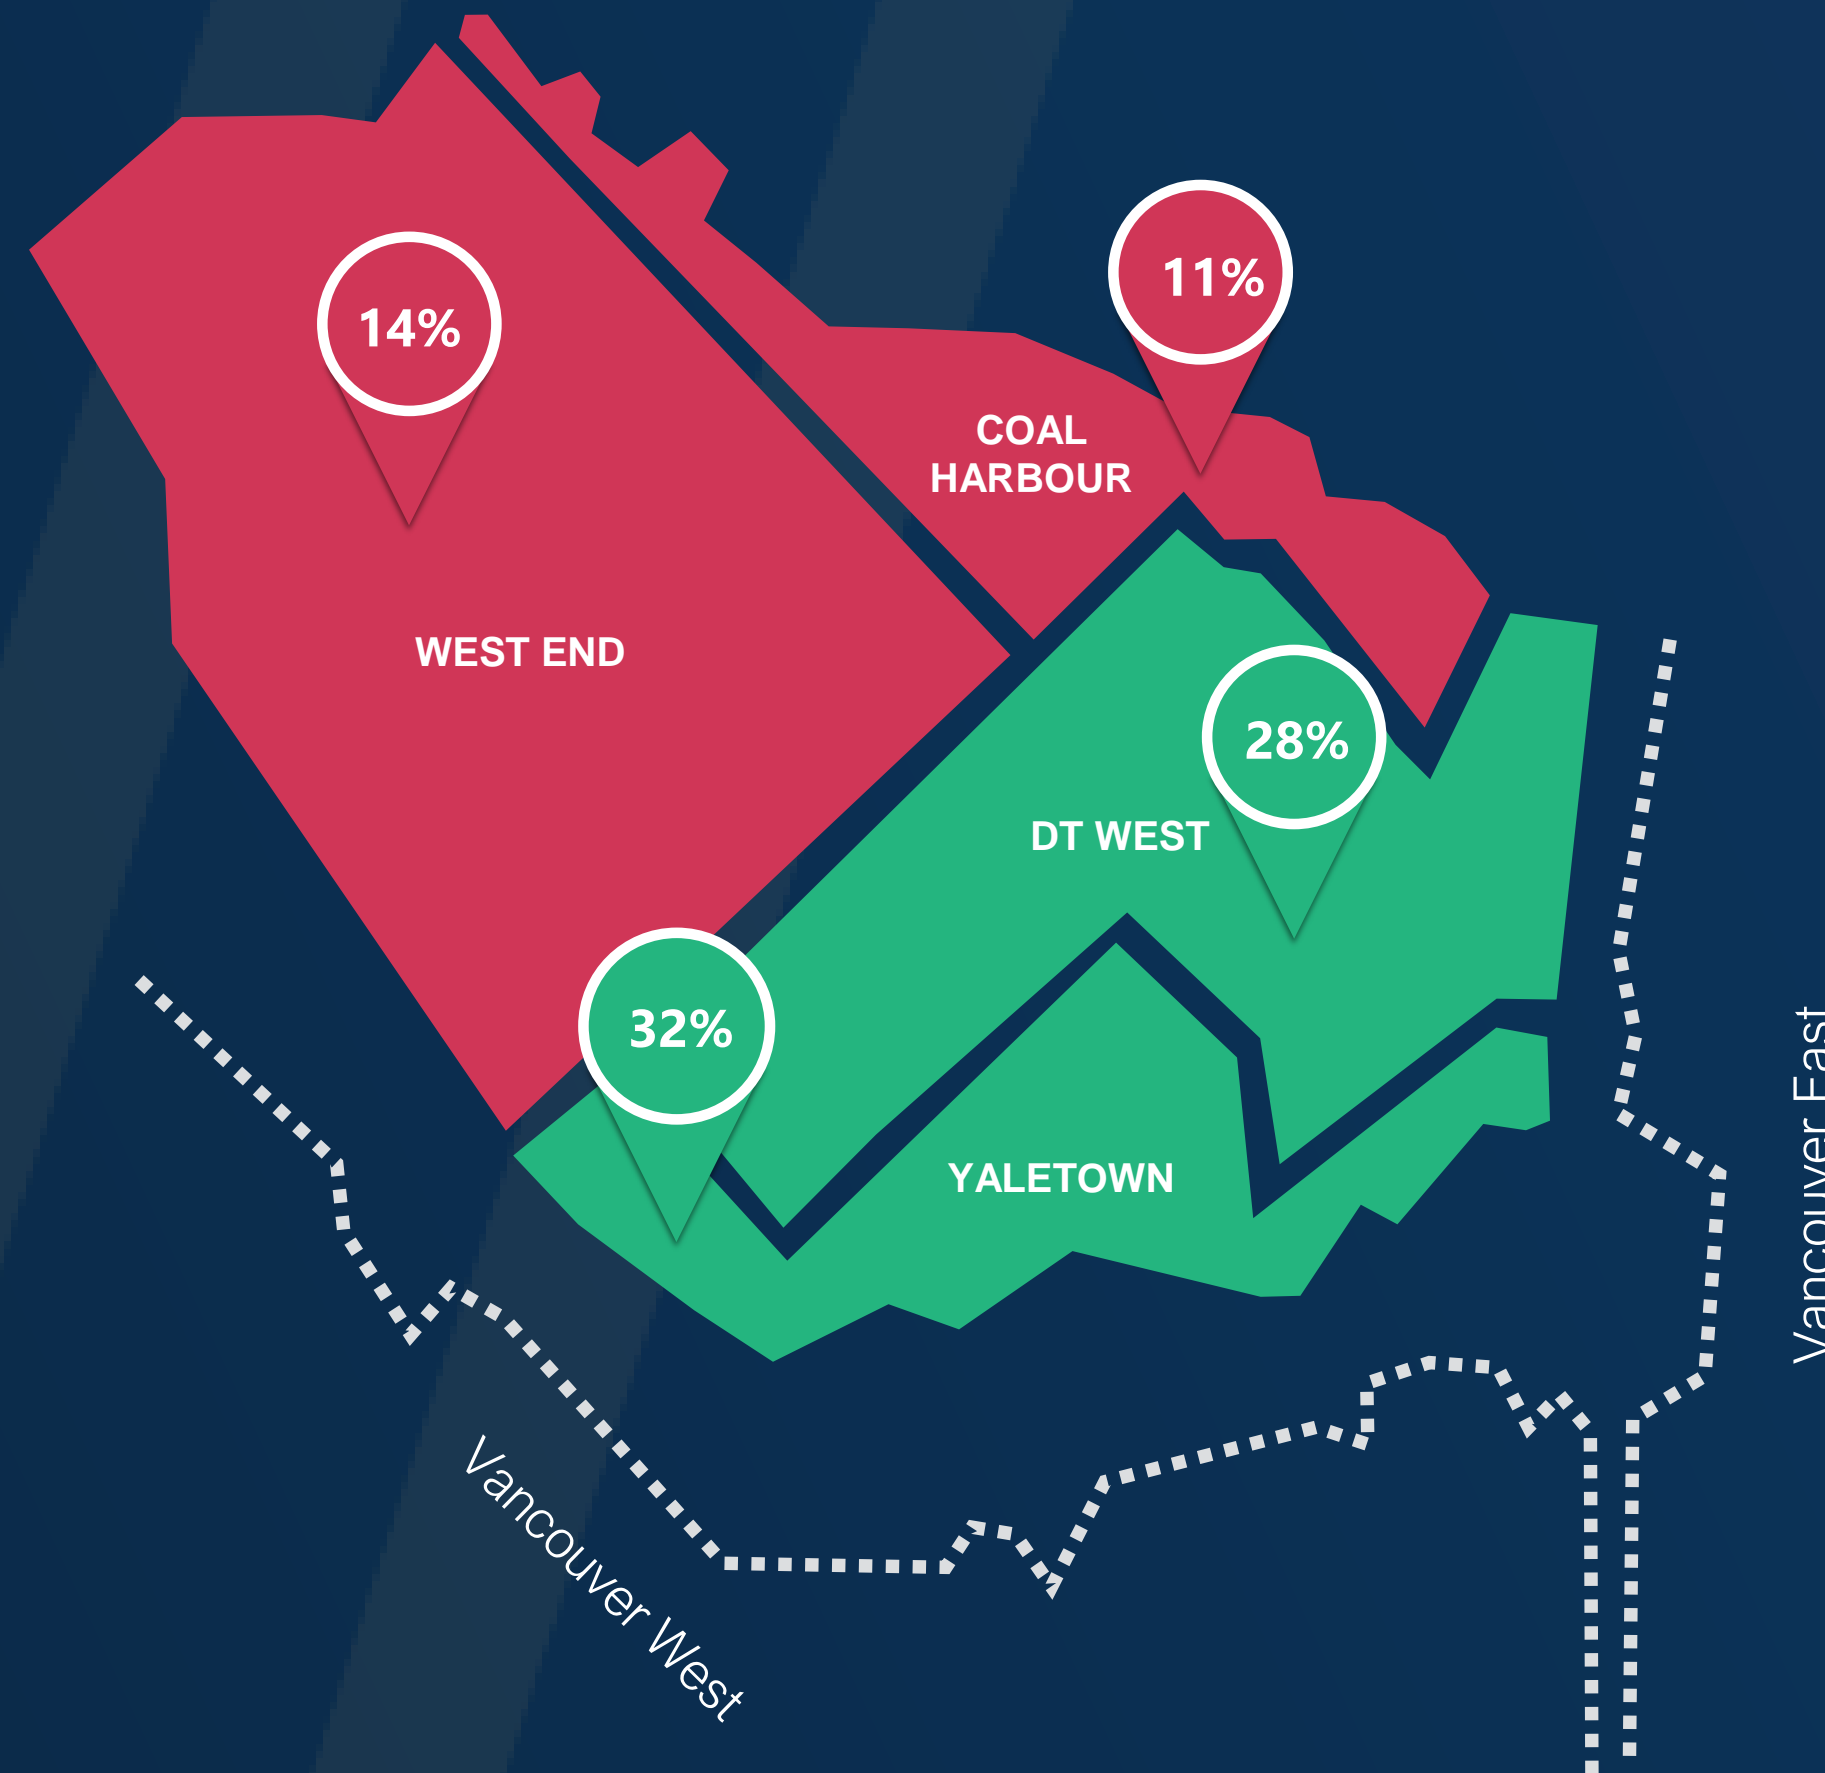 11%
14%
COAL
HARBOUR
WEST END
28%
DT WEST
32%
YALETOWN
Vancouver East
Vancouver West